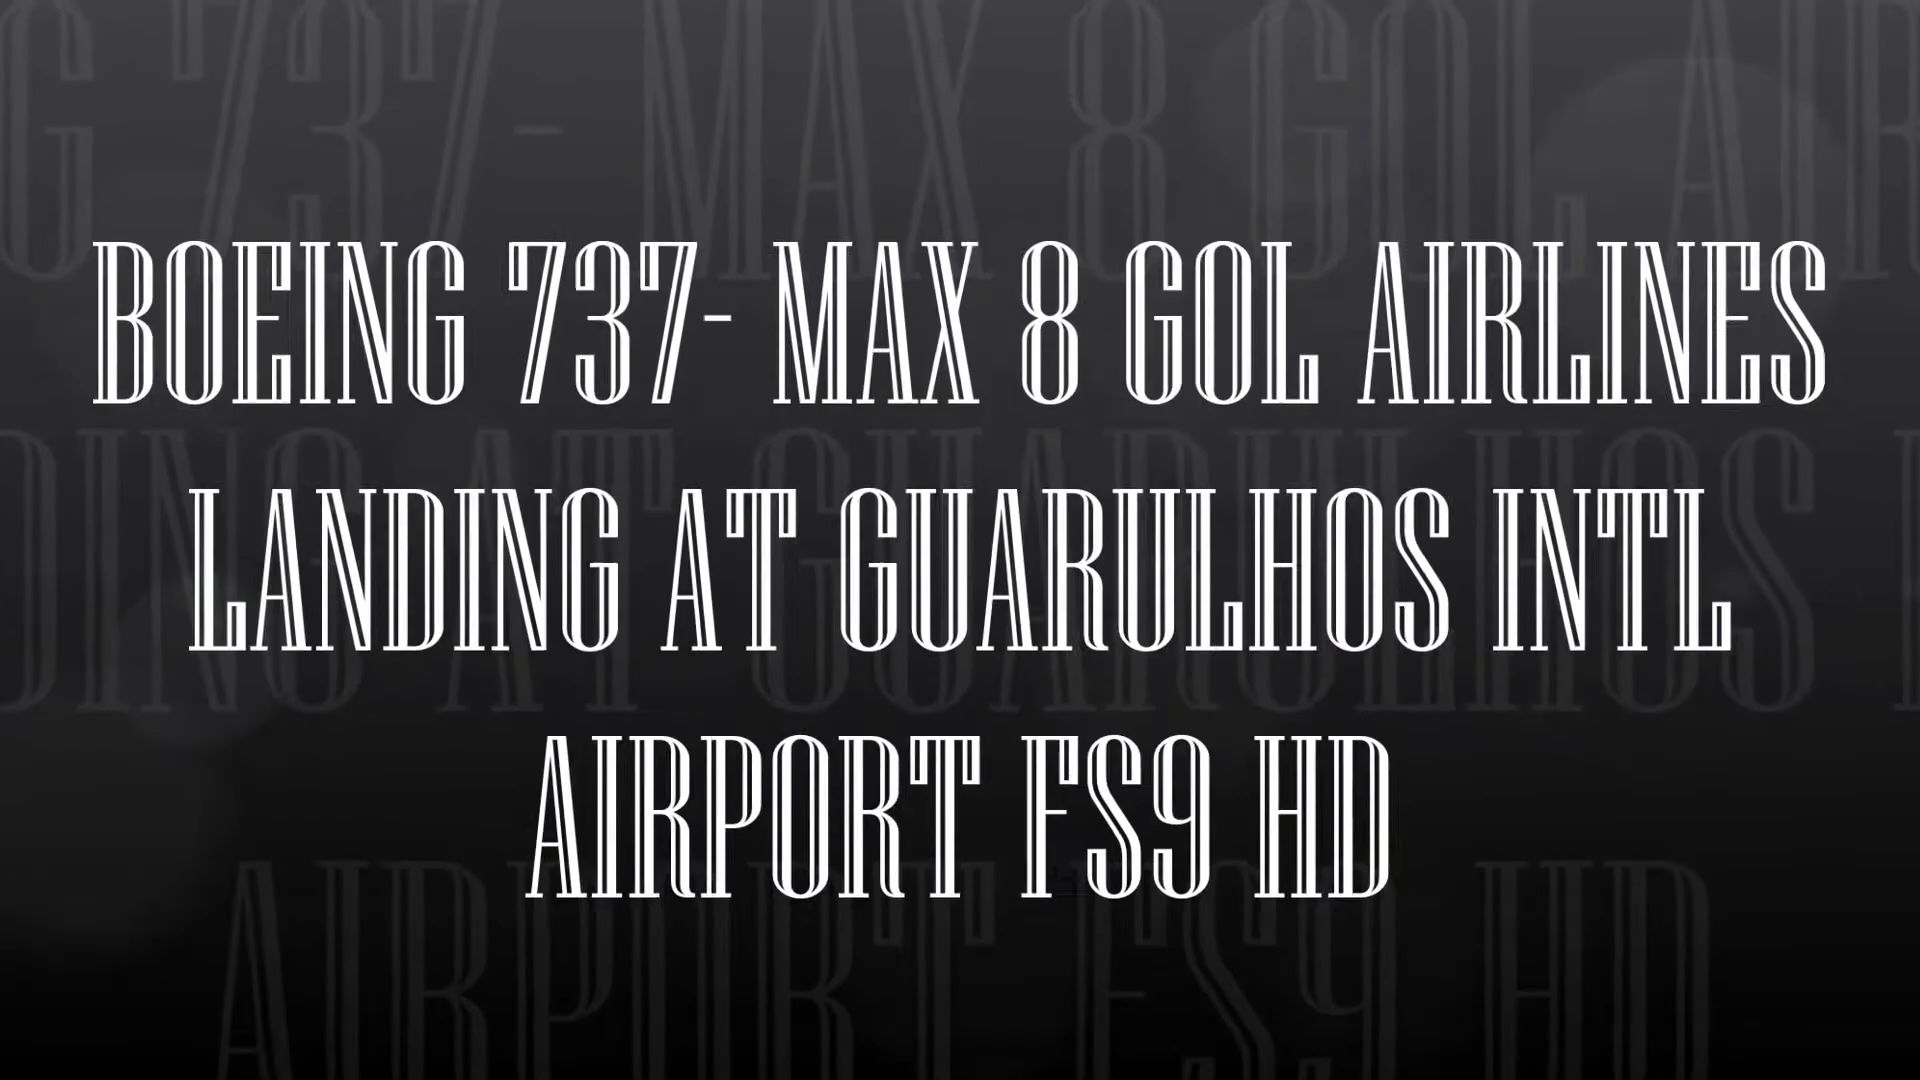 BOEING 737- MAX 8 GOL AIRLINES
LANDING AT GUARULHOS INTL
AIRPORT FS9 HD